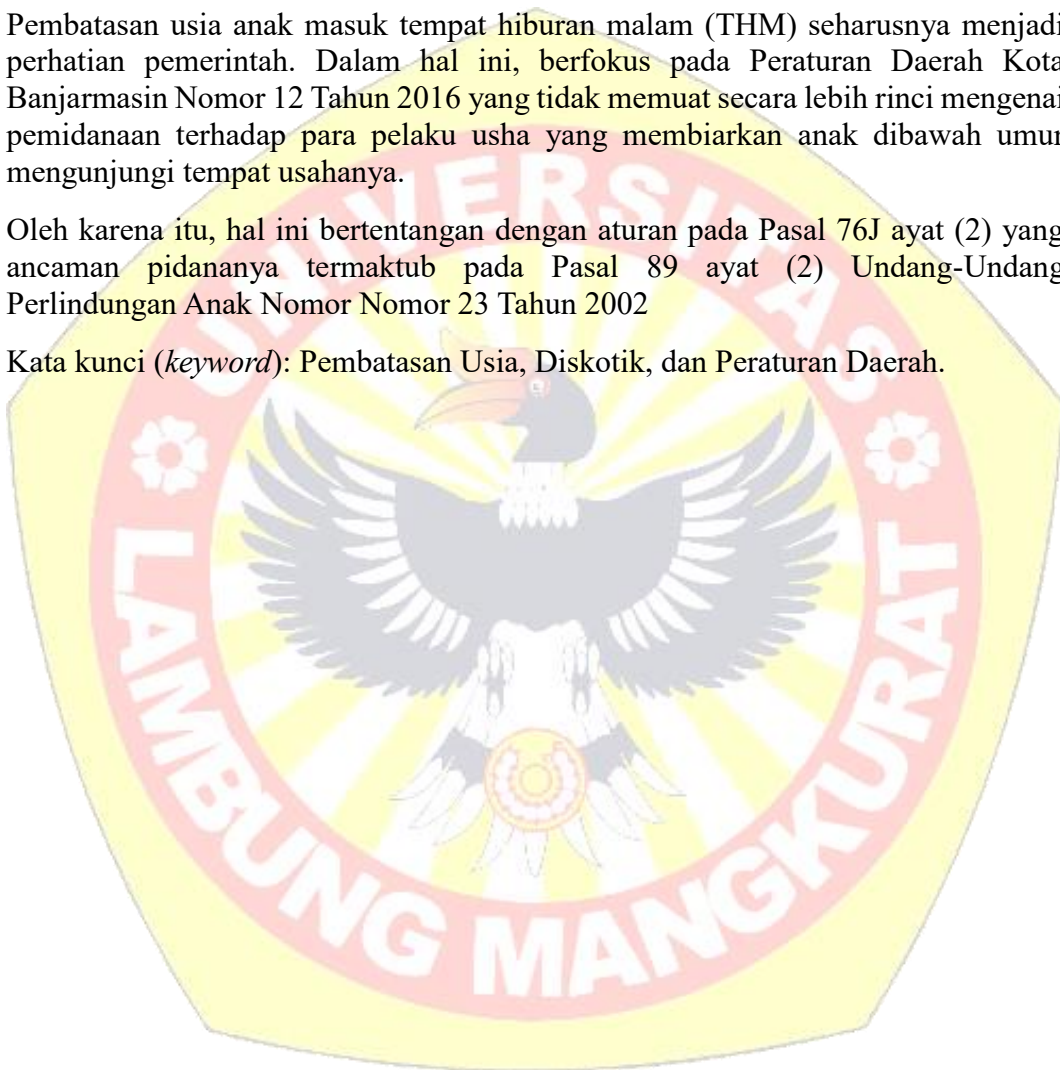 Pembatasan usia anak masuk tempat hiburan malam (THM) seharusnya menjadi
perhatian pemerintah. Dalam hal ini, berfokus pada Peraturan Daerah Kota
Banjarmasin Nomor 12 Tahun 2016 yang tidak memuat secara lebih rinci mengenai
pemidanaan terhadap para pelaku usha yang membiarkan anak dibawah umur
mengunjungi tempat usahanya.
Oleh karena itu, hal ini bertentangan dengan aturan pada Pasal 76J ayat (2) yang
ancaman pidananya termaktub pada Pasal 89 ayat (2) Undang-Undang
Perlindungan Anak Nomor Nomor 23 Tahun 2002
Kata kunci (keyword): Pembatasan Usia, Diskotik, dan Peraturan Daerah.
UNIVERSITAS
LAMBUNG MANGKURAT